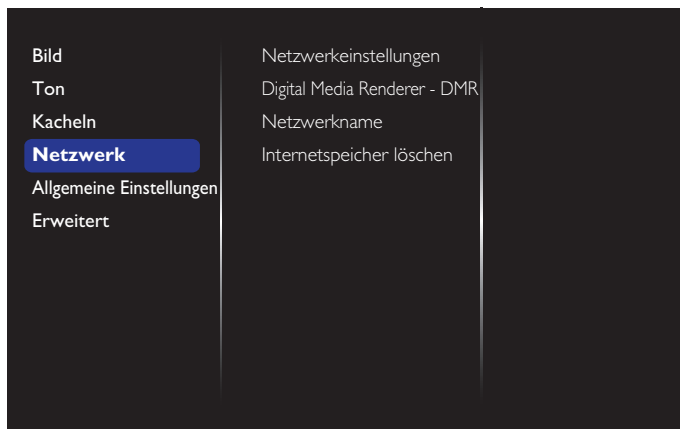 Bild
Ton
Kacheln
Netzwerk
Allgemeine Einstellungen
Erweitert
Netzwerkeinstellungen
Digital Media Renderer - DMR
Netzwerkname
Internetspeicher löschen